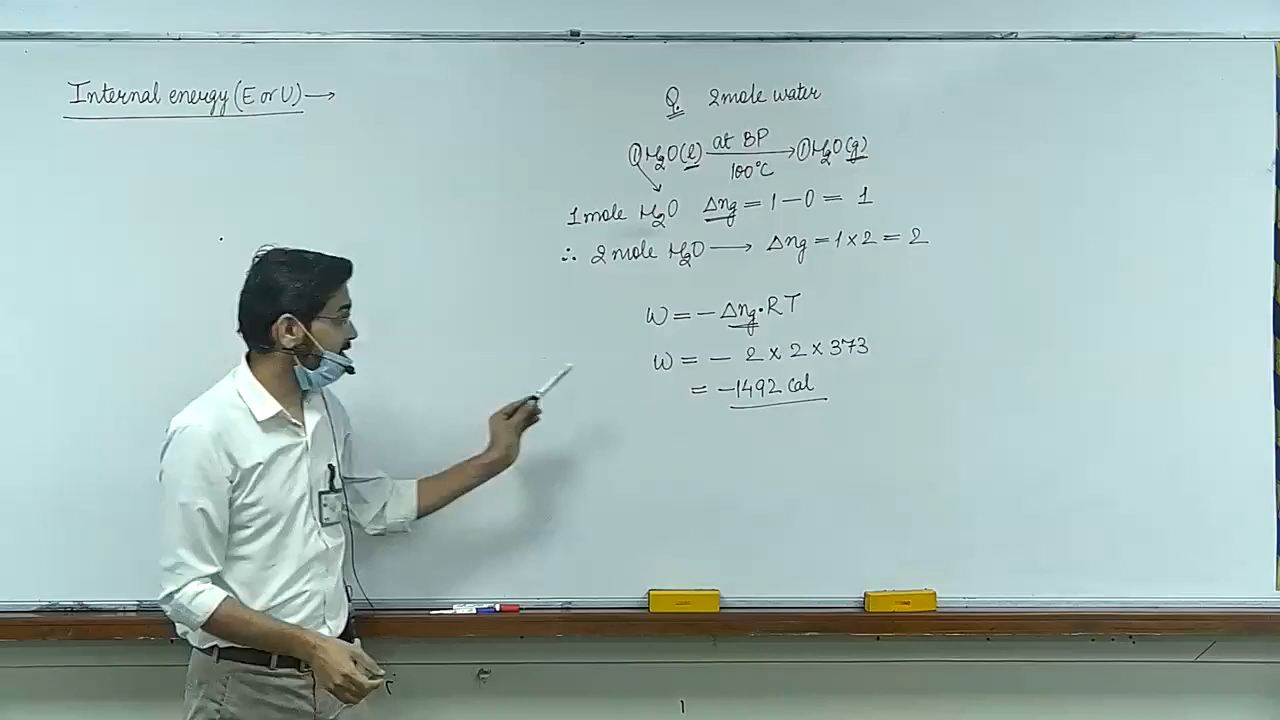 Internal energy (E or U) →
Q. 2 mole water
① H₂O(l) at BP 100°C → ① H₂O(g)
1 mole H₂O Δng = 1 − 0 = 1
∴ 2 mole H₂O → Δng = 1 × 2 = 2
W = − Δng · RT
W = − 2 × 2 × 373
= −1492 Cal